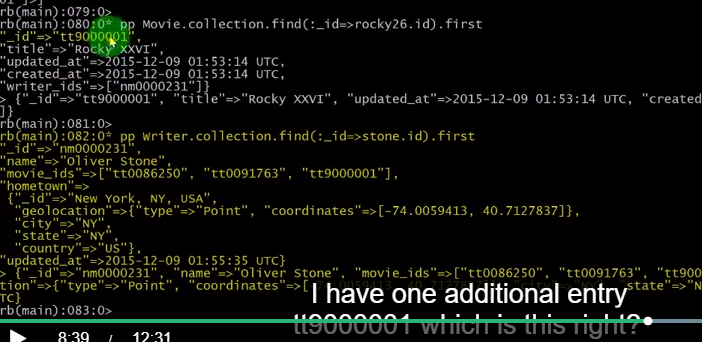 rb(main):079:0>
rb(main):080:0* pp Movie.collection.find(:_id=>rocky26.id).first
"_id"=>"tt9000001",
"title"=>"Rocky XXVI",
"updated_at"=>2015-12-09 01:53:14 UTC,
"created_at"=>2015-12-09 01:53:14 UTC,
"writer_ids"=>["nm0000231"]}
> {"_id"=>"tt9000001", "title"=>"Rocky XXVI", "updated_at"=>2015-12-09 01:53:14 UTC, "created
]}
rb(main):081:0>
rb(main):082:0* pp Writer.collection.find(:_id=>stone.id).first
"_id"=>"nm0000231",
"name"=>"Oliver Stone",
"movie_ids"=>["tt0086250", "tt0091763", "tt9000001"],
"hometown"=>
{"_id"=>"New York, NY, USA",
"geolocation"=>{"type"=>"Point", "coordinates"=>[-74.0059413, 40.7127837]},
"city"=>"NY",
"state"=>"NY",
"country"=>"US"},
"updated_at"=>2015-12-09 01:55:35 UTC}
> {"_id"=>"nm0000231", "name"=>"Oliver Stone", "movie_ids"=>["tt0086250", "tt0091763", "tt900
tion"=>{"type"=>"Point", "coordinates"=>[-74.0059413, 40.7127837]}, "state"=>"N
TC}
I have one additional entry
rb(main):083:0>
tt9000001 which is this right?
8:39 / 12:31